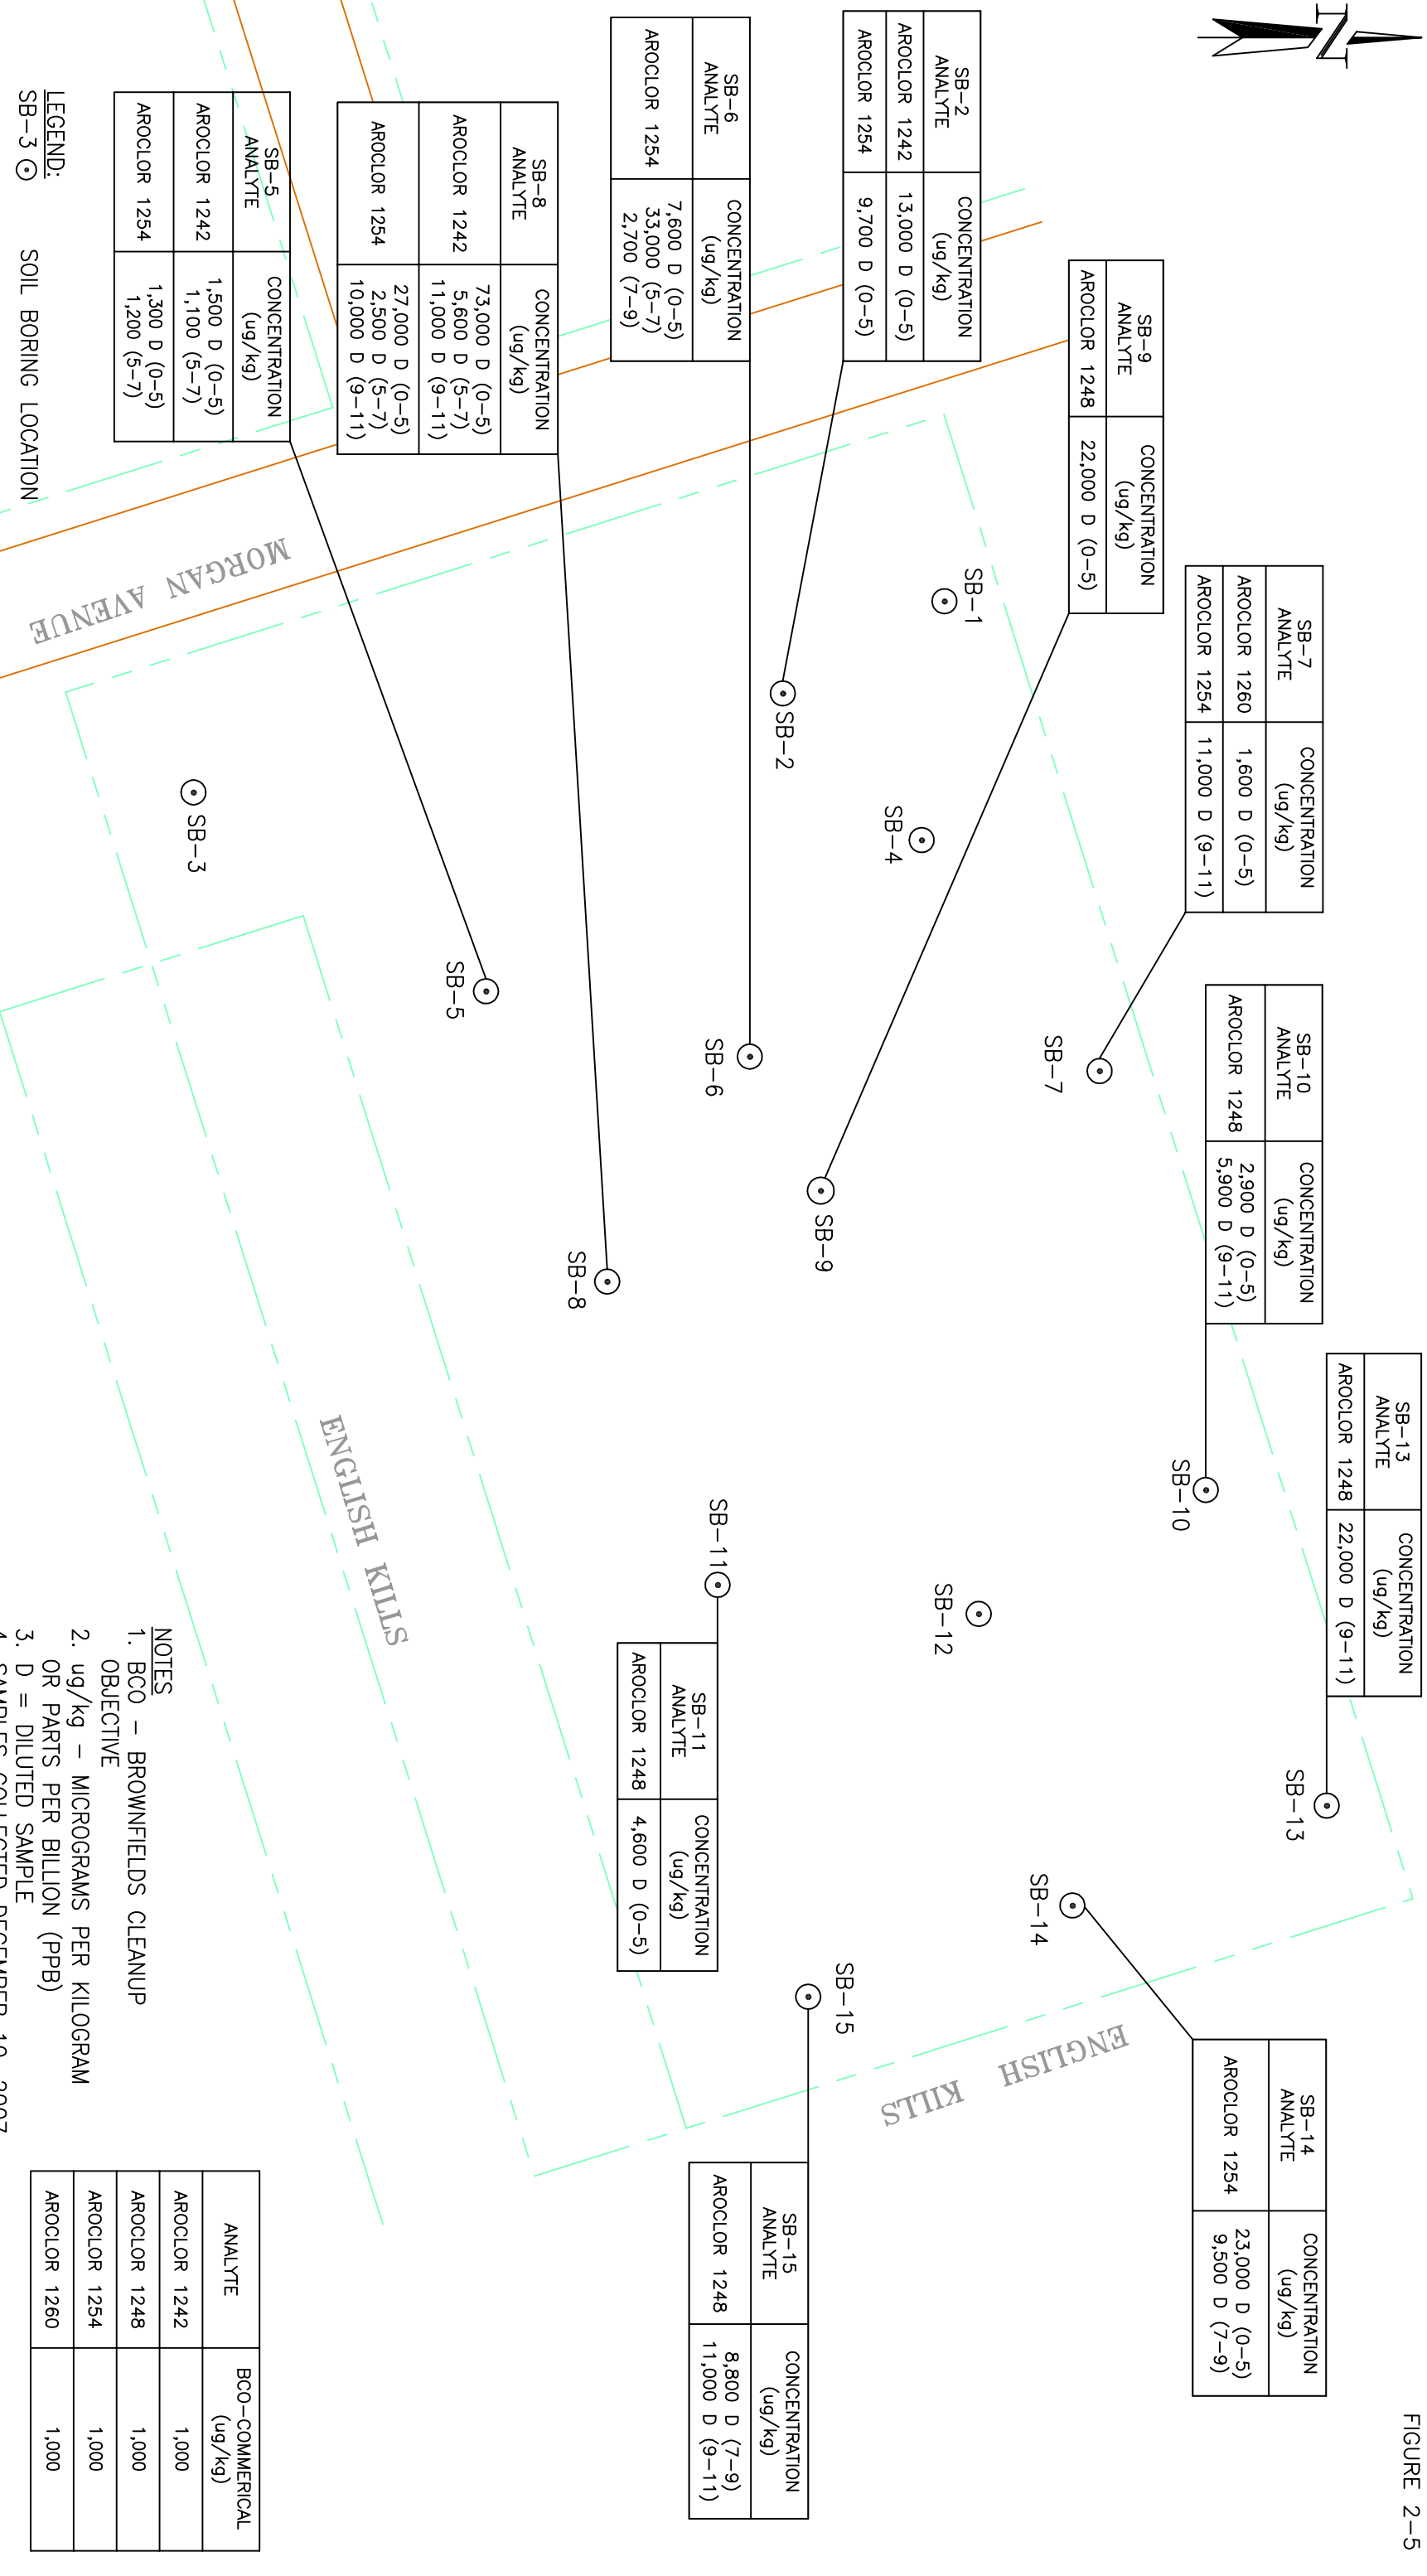 FIGURE 2-5
SB-13
ANALYTE
CONCENTRATION
(ug/kg)
AROCLOR 1248
22,000 D (9-11)
SB-7
ANALYTE
CONCENTRATION
(ug/kg)
AROCLOR 1260
1,600 D (0-5)
AROCLOR 1254
11,000 D (9-11)
SB-10
ANALYTE
CONCENTRATION
(ug/kg)
AROCLOR 1248
2,900 D (0-5)
5,900 D (9-11)
SB-14
ANALYTE
CONCENTRATION
(ug/kg)
AROCLOR 1254
23,000 D (0-5)
9,500 D (7-9)
SB-9
ANALYTE
CONCENTRATION
(ug/kg)
AROCLOR 1248
22,000 D (0-5)
SB-2
ANALYTE
CONCENTRATION
(ug/kg)
AROCLOR 1242
13,000 D (0-5)
AROCLOR 1254
9,700 D (0-5)
SB-6
ANALYTE
CONCENTRATION
(ug/kg)
AROCLOR 1254
7,600 D (0-5)
33,000 (5-7)
2,700 (7-9)
SB-15
ANALYTE
CONCENTRATION
(ug/kg)
AROCLOR 1248
8,800 D (7-9)
11,000 D (9-11)
SB-11
ANALYTE
CONCENTRATION
(ug/kg)
AROCLOR 1248
4,600 D (0-5)
SB-8
ANALYTE
CONCENTRATION
(ug/kg)
AROCLOR 1242
73,000 D (0-5)
5,600 D (5-7)
11,000 D (9-11)
AROCLOR 1254
27,000 D (0-5)
2,500 D (5-7)
10,000 D (9-11)
SB-5
ANALYTE
CONCENTRATION
(ug/kg)
AROCLOR 1242
1,500 D (0-5)
1,100 (5-7)
AROCLOR 1254
1,300 D (0-5)
1,200 (5-7)
SB-13
SB-10
SB-7
SB-14
SB-1
SB-12
SB-4
SB-15
SB-9
SB-2
SB-11
SB-6
SB-8
SB-5
SB-3
ENGLISH KILLS
ENGLISH KILLS
MORGAN AVENUE
LEGEND:
SB-3
SOIL BORING LOCATION
NOTES
1. BCO - BROWNFIELDS CLEANUP
OBJECTIVE
2. ug/kg - MICROGRAMS PER KILOGRAM
OR PARTS PER BILLION (PPB)
3. D = DILUTED SAMPLE
ANALYTE
BCO-COMMERICAL
(ug/kg)
AROCLOR 1242
1,000
AROCLOR 1248
1,000
AROCLOR 1254
1,000
AROCLOR 1260
1,000